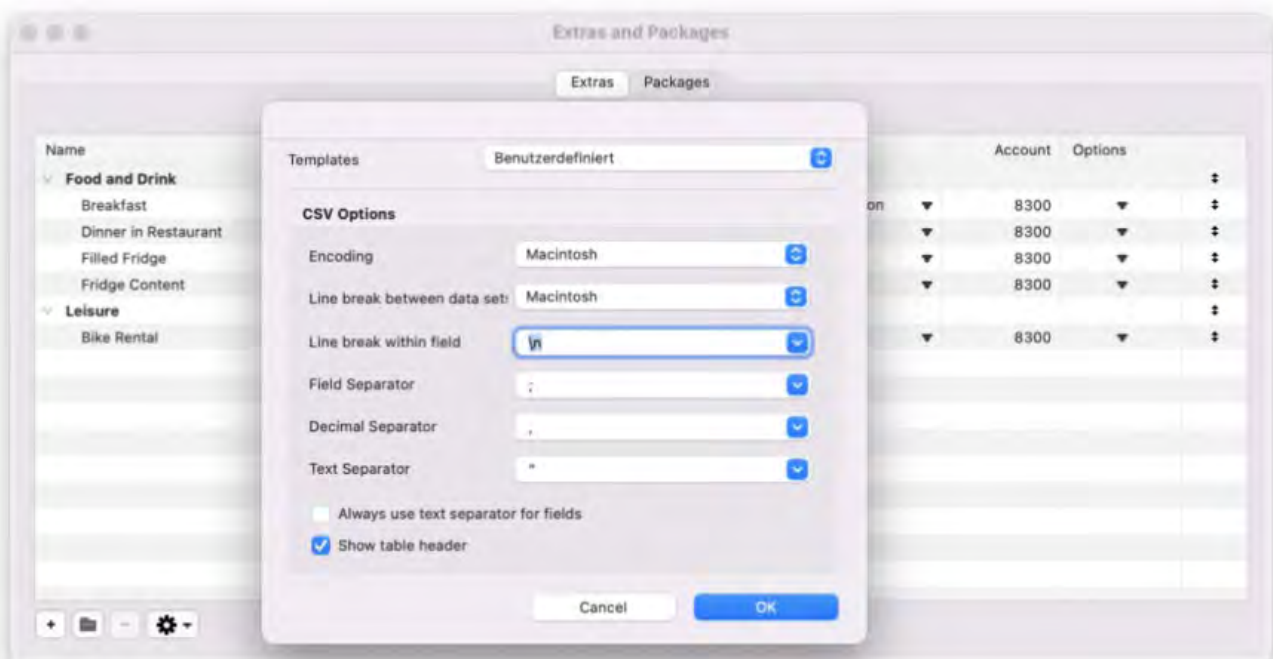 Extras and Packages
Extras Packages
Name Account Options
Templates Benutzerdefiniert
Food and Drink
Breakfast on 8300
CSV Options
Dinner in Restaurant 8300
Encoding Macintosh
Filled Fridge 8300
Fridge Content 8300
Line break between data sets Macintosh
Leisure
Bike Rental 8300
Line break within field \n
Field Separator ;
Decimal Separator ,
Text Separator "
Always use text separator for fields
Show table header
Cancel OK
+ -